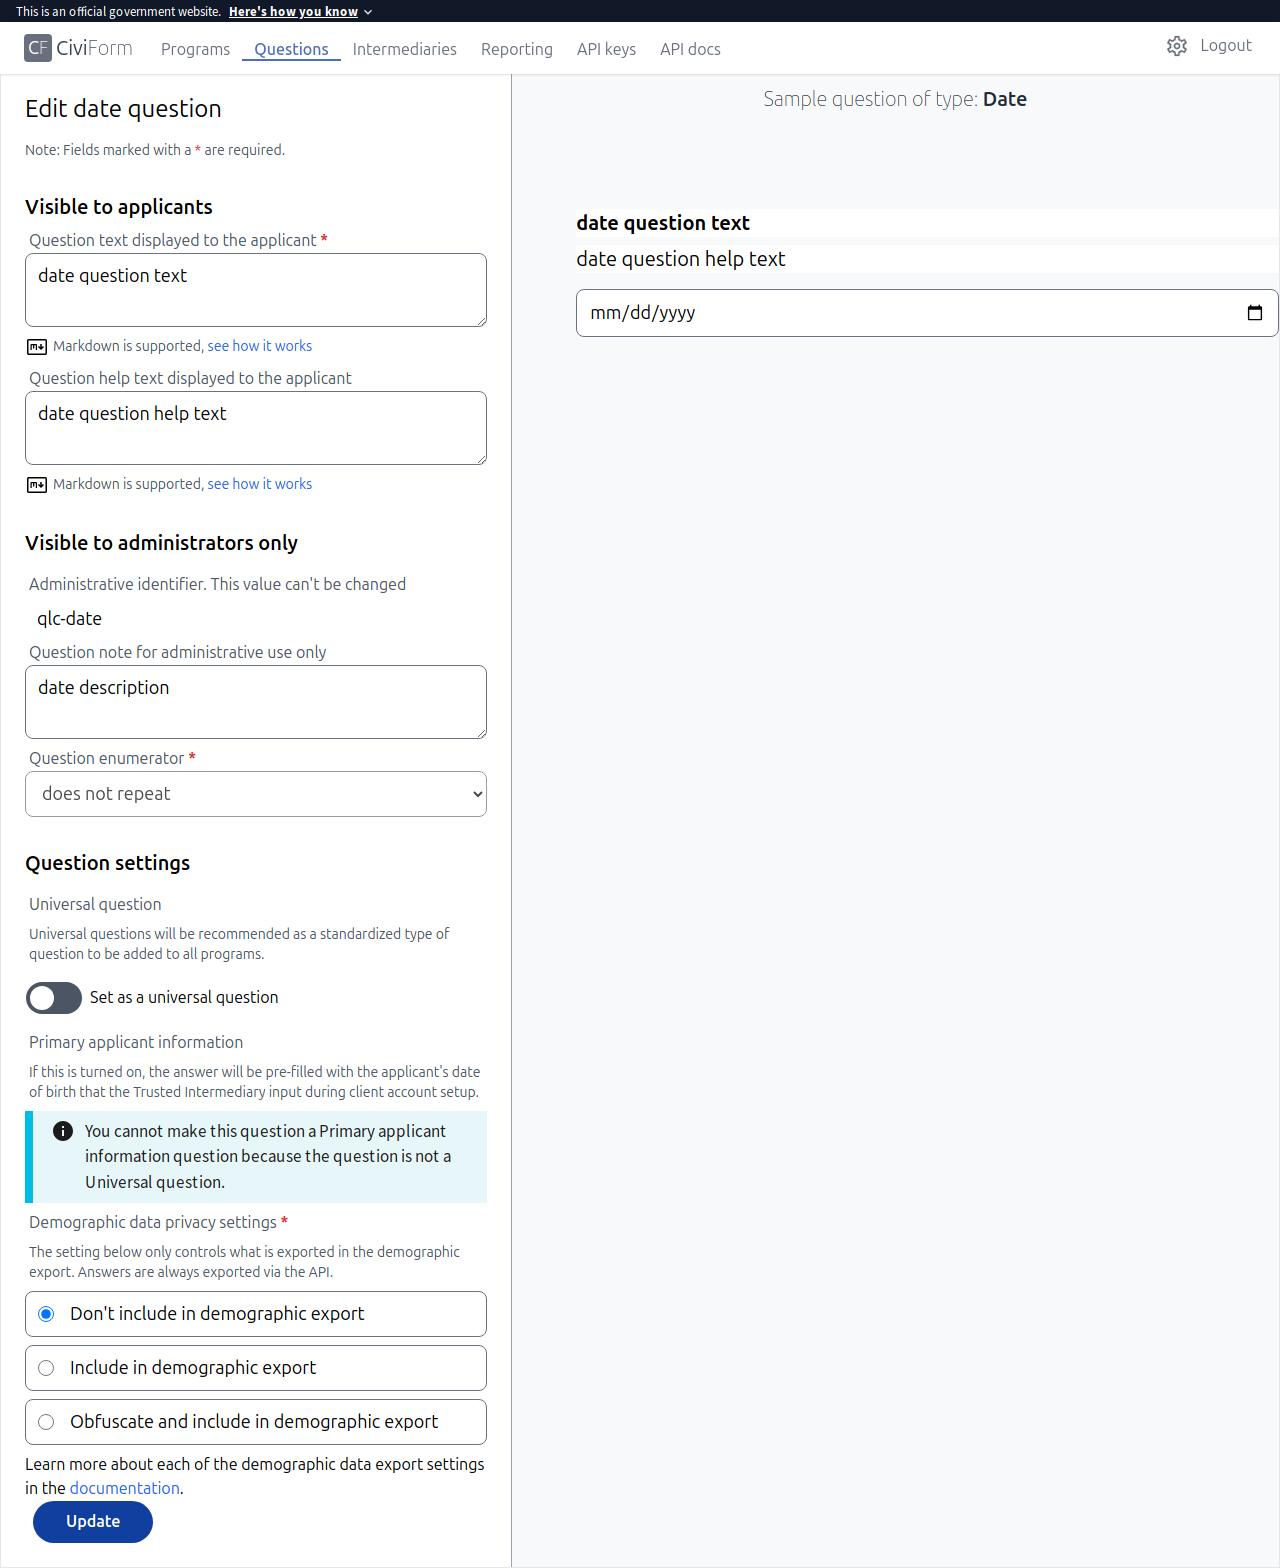 This is an official government website. Here's how you know
CF CiviForm Programs Questions Intermediaries Reporting API keys API docs Logout
Edit date question
Note: Fields marked with a * are required.
Visible to applicants
Question text displayed to the applicant *
date question text
Markdown is supported, see how it works
Question help text displayed to the applicant
date question help text
Markdown is supported, see how it works
Visible to administrators only
Administrative identifier. This value can't be changed
qlc-date
Question note for administrative use only
date description
Question enumerator *
does not repeat
Question settings
Universal question
Universal questions will be recommended as a standardized type of
question to be added to all programs.
Set as a universal question
Primary applicant information
If this is turned on, the answer will be pre-filled with the applicant's date
of birth that the Trusted Intermediary input during client account setup.
You cannot make this question a Primary applicant
information question because the question is not a
Universal question.
Demographic data privacy settings *
The setting below only controls what is exported in the demographic
export. Answers are always exported via the API.
Don't include in demographic export
Include in demographic export
Obfuscate and include in demographic export
Learn more about each of the demographic data export settings
in the documentation.
Update
Sample question of type: Date
date question text
date question help text
mm/dd/yyyy